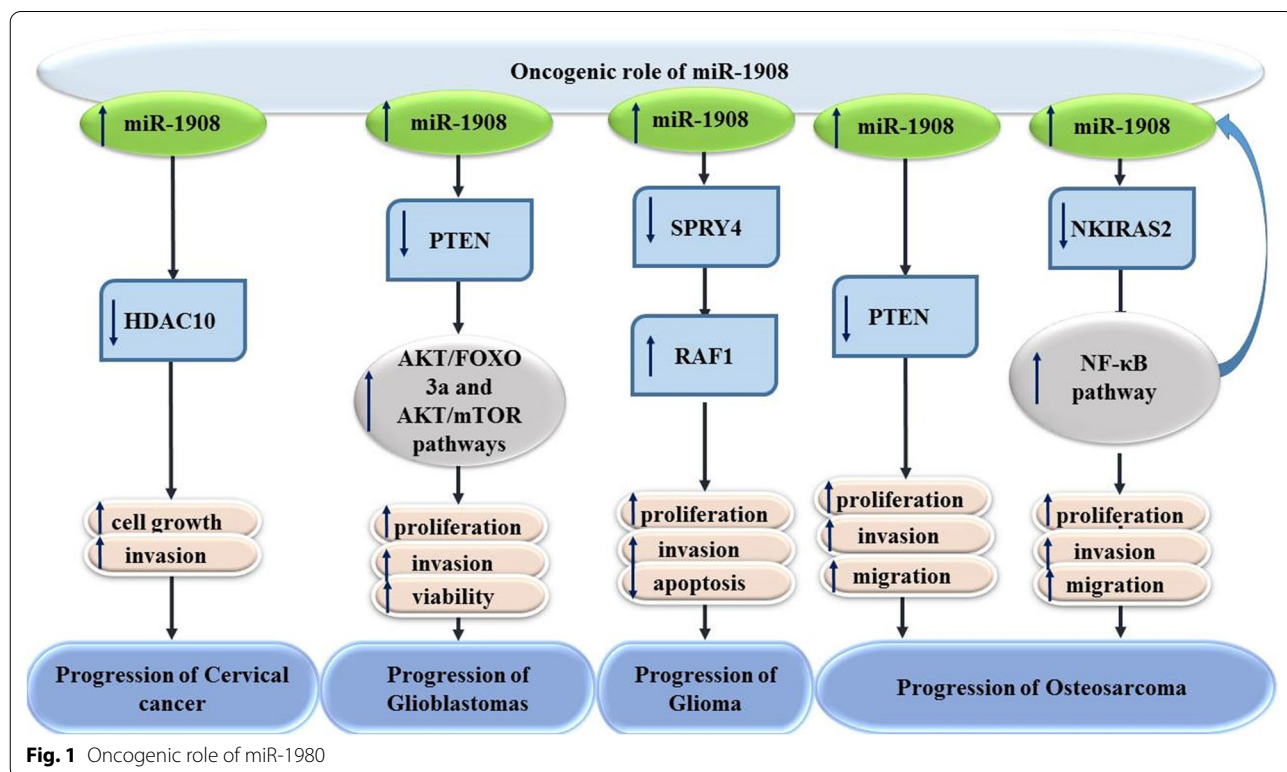 Oncogenic role of miR-1908
miR-1908
miR-1908
miR-1908
miR-1908
miR-1908
HDAC10
cell growth
invasion
Progression of Cervical
cancer
PTEN
AKT/FOXO
3a and
AKT/mTOR
pathways
proliferation
invasion
viability
Progression of
Glioblastomas
SPRY4
RAF1
proliferation
invasion
apoptosis
Progression of
Glioma
PTEN
proliferation
invasion
migration
NKIRAS2
NF-κB
pathway
proliferation
invasion
migration
Progression of Osteosarcoma
Fig. 1 Oncogenic role of miR-1980